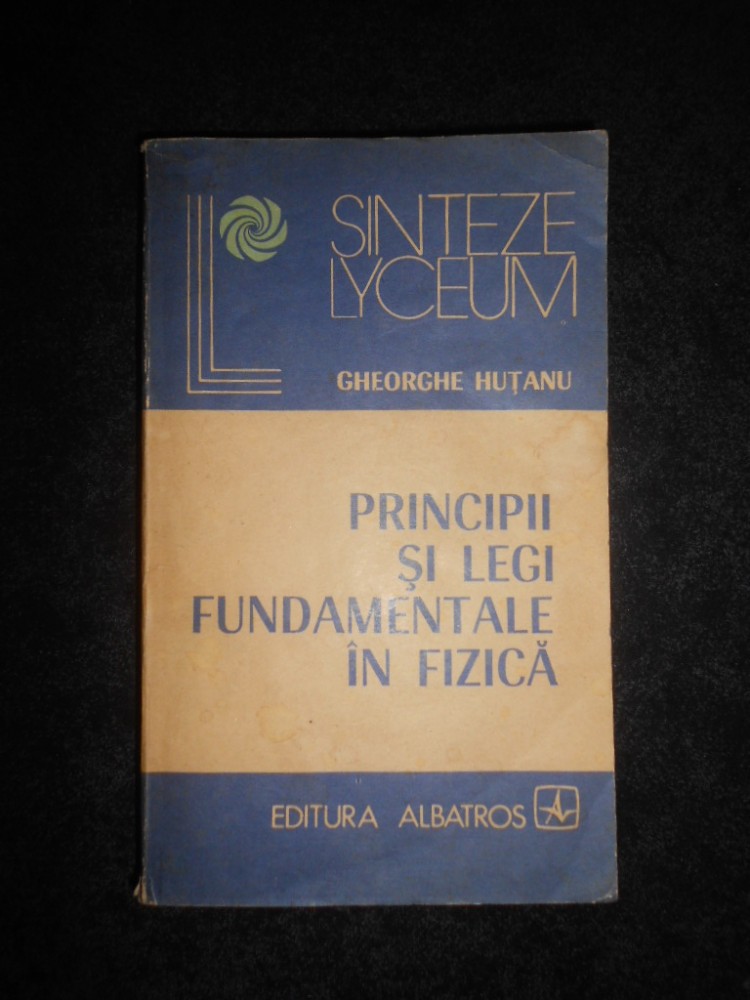 SINTEZE
LYCEUM
GHEORGHE HUȚANU
PRINCIPII
ȘI LEGI
FUNDAMENTALE
ÎN FIZICĂ
EDITURA ALBATROS